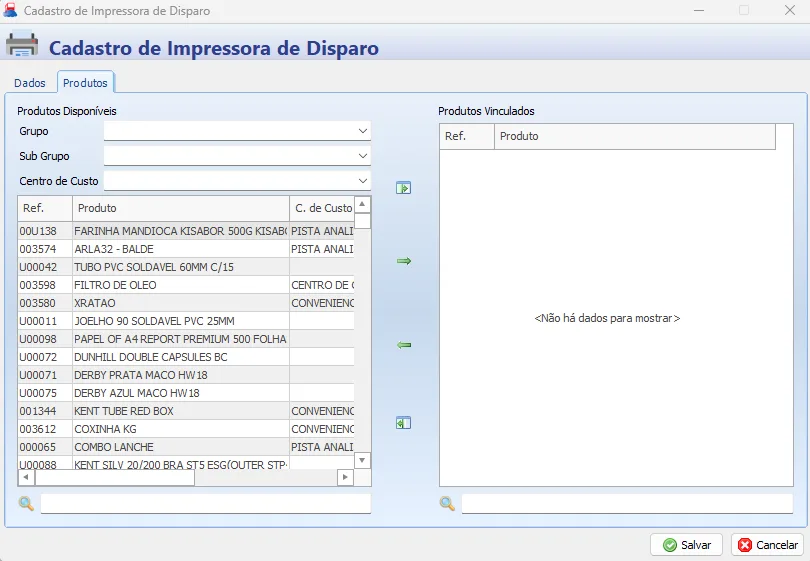 Cadastro de Impressora de Disparo
Cadastro de Impressora de Disparo
Dados Produtos
Produtos Disponíveis
Grupo
Sub Grupo
Centro de Custo
Ref. Produto C. de Custo
00U138 FARINHA MANDIOCA KISABOR 500G KISABO PISTA ANALI
003574 ARLA32 - BALDE PISTA ANALI
U00042 TUBO PVC SOLDAVEL 60MM C/15
003598 FILTRO DE OLEO CENTRO DE C
003580 XRATAO CONVENIENC
U00011 JOELHO 90 SOLDAVEL PVC 25MM
U00098 PAPEL OF A4 REPORT PREMIUM 500 FOLHA
U00072 DUNHILL DOUBLE CAPSULES BC
U00071 DERBY PRATA MACO HW18
U00075 DERBY AZUL MACO HW18
001344 KENT TUBE RED BOX CONVENIENC
003612 COXINHA KG CONVENIENC
000065 COMBO LANCHE PISTA ANALI
U00088 KENT SILV 20/200 BRA ST5 ESG(OUTER STP-
Produtos Vinculados
Ref. Produto
<Não há dados para mostrar>
Salvar Cancelar